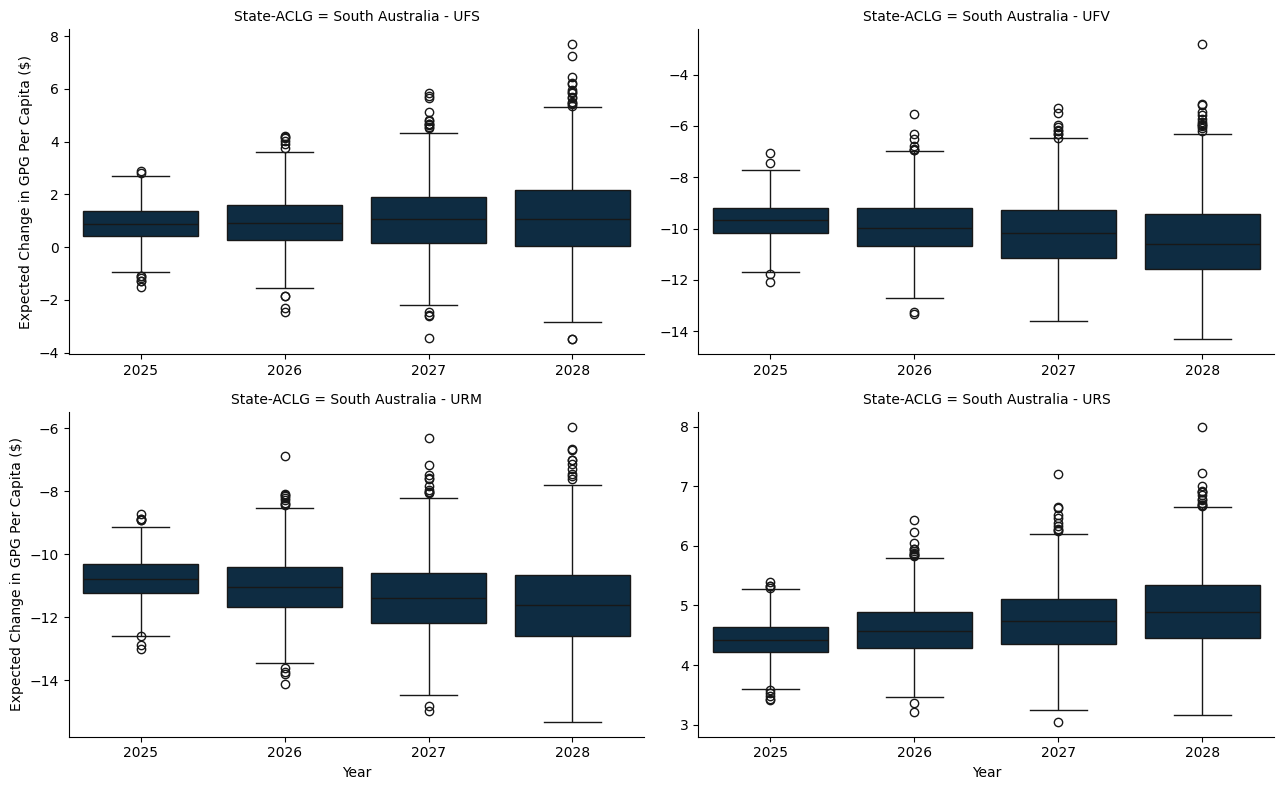 State-ACLG = South Australia - UFS
Expected Change in GPG Per Capita ($)
8
6
4
2
0
−2
−4
2025 2026 2027 2028
State-ACLG = South Australia - UFV
−4
−6
−8
−10
−12
−14
2025 2026 2027 2028
State-ACLG = South Australia - URM
Expected Change in GPG Per Capita ($)
−6
−8
−10
−12
−14
2025 2026 2027 2028
Year
State-ACLG = South Australia - URS
8
7
6
5
4
3
2025 2026 2027 2028
Year